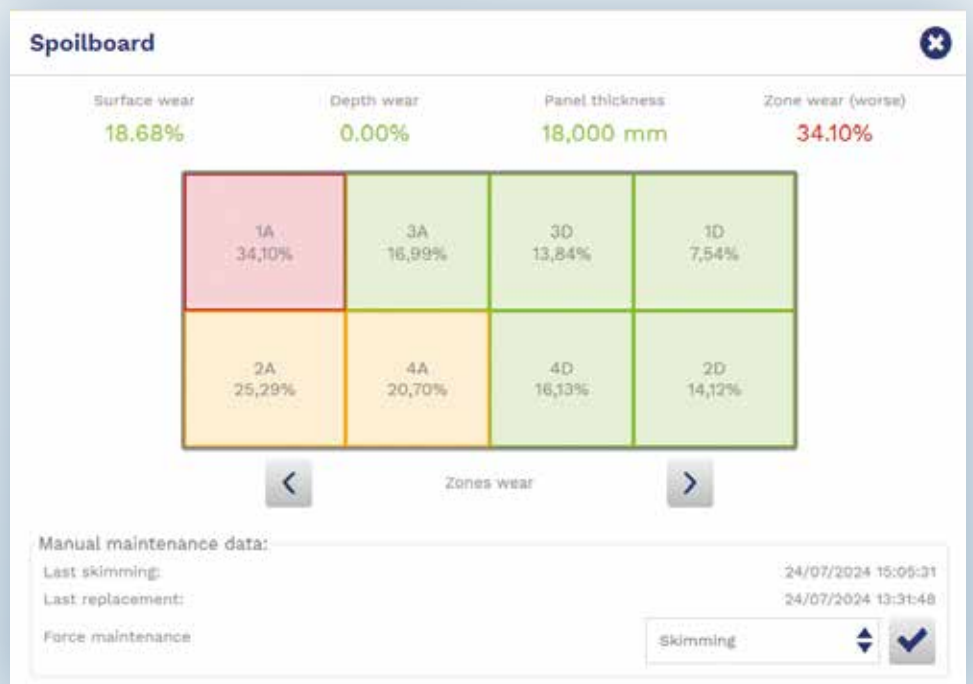 Spoilboard
Surface wear Depth wear Panel thickness Zone wear (worse)
18.68% 0.00% 18,000 mm 34.10%
1A 3A 3D 1D
34,10% 16,99% 13,84% 7,54%
2A 4A 4D 2D
25,29% 20,70% 16,13% 14,12%
Zones wear
Manual maintenance data:
Last skimming: 24/07/2024 15:05:31
Last replacement: 24/07/2024 13:31:48
Force maintenance Skimming